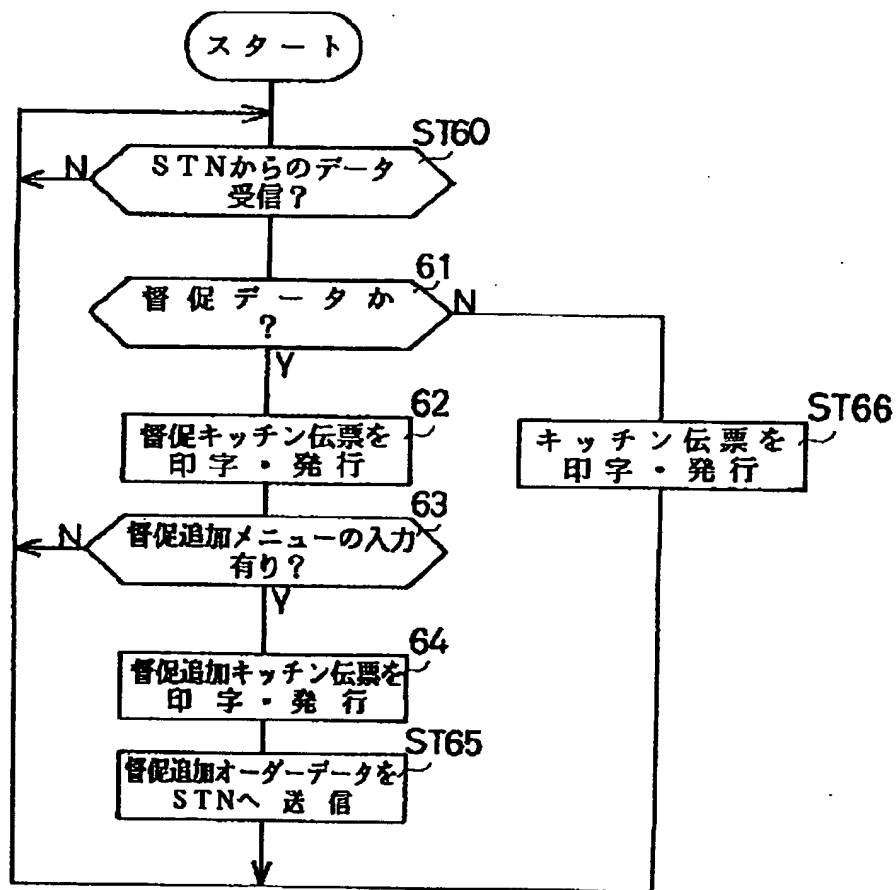 スタート
ST60
N
STNからのデータ
受信？
61
督促データか
？
N
Y
62
督促キッチン伝票を
印字・発行
ST66
キッチン伝票を
印字・発行
63
N
督促追加メニューの入力
有り？
Y
64
督促追加キッチン伝票を
印字・発行
ST65
督促追加オーダーデータを
STNへ送信